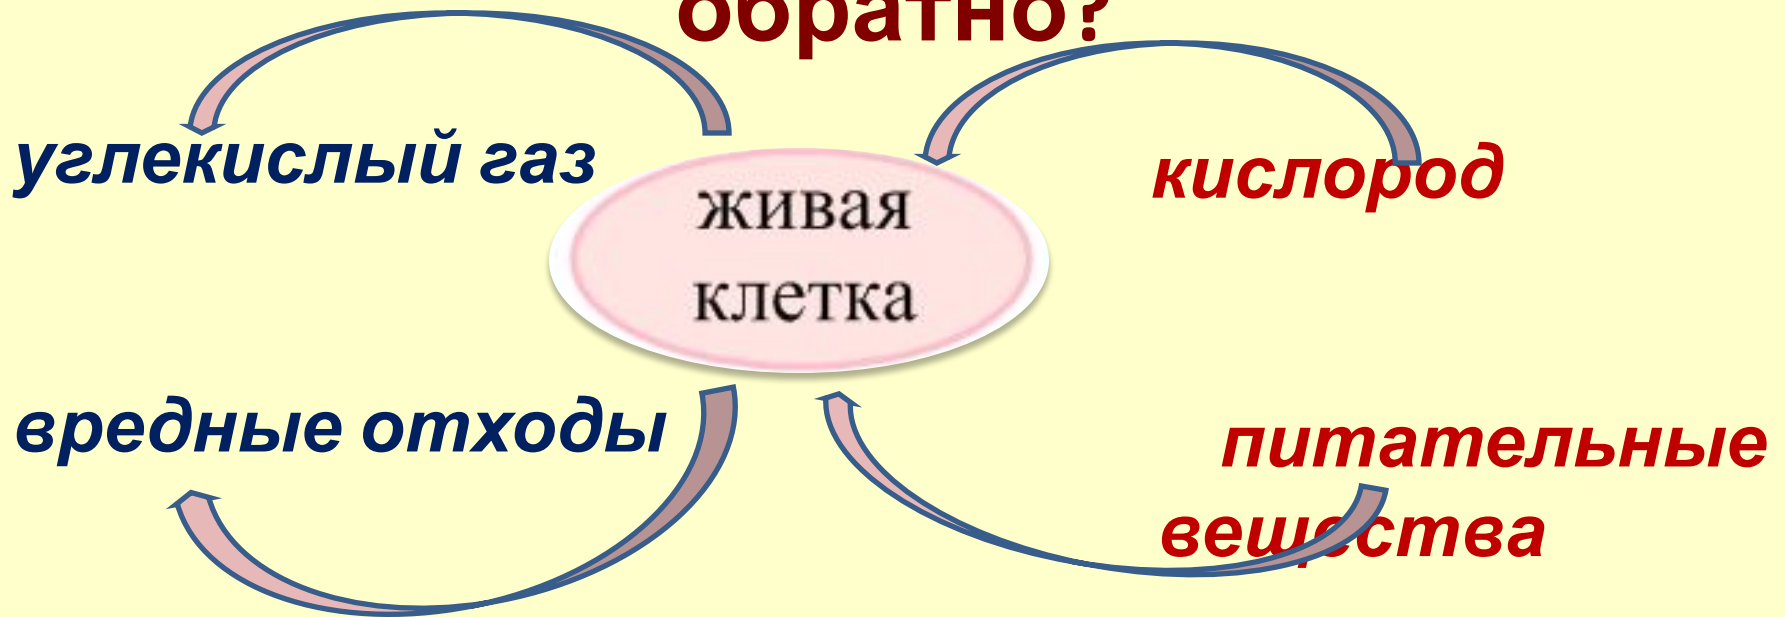 обратно?
углекислый газ
кислород
живая
клетка
вредные отходы
питательные
вещества